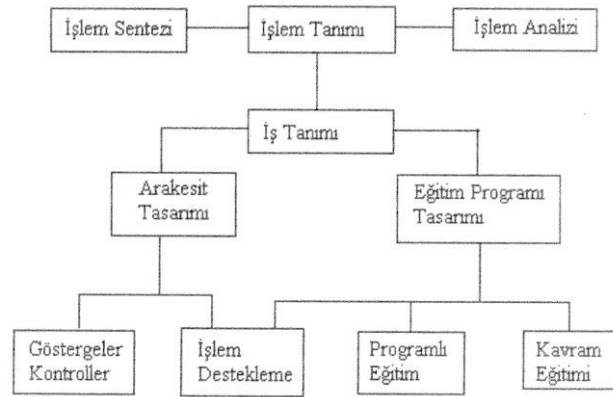 İşlem Sentezi
İşlem Tanımı
İşlem Analizi
İş Tanımı
Arakesit
Tasarımı
Eğitim Programı
Tasarımı
Göstergeler
Kontroller
İşlem
Destekleme
Programlı
Eğitim
Kavram
Eğitimi